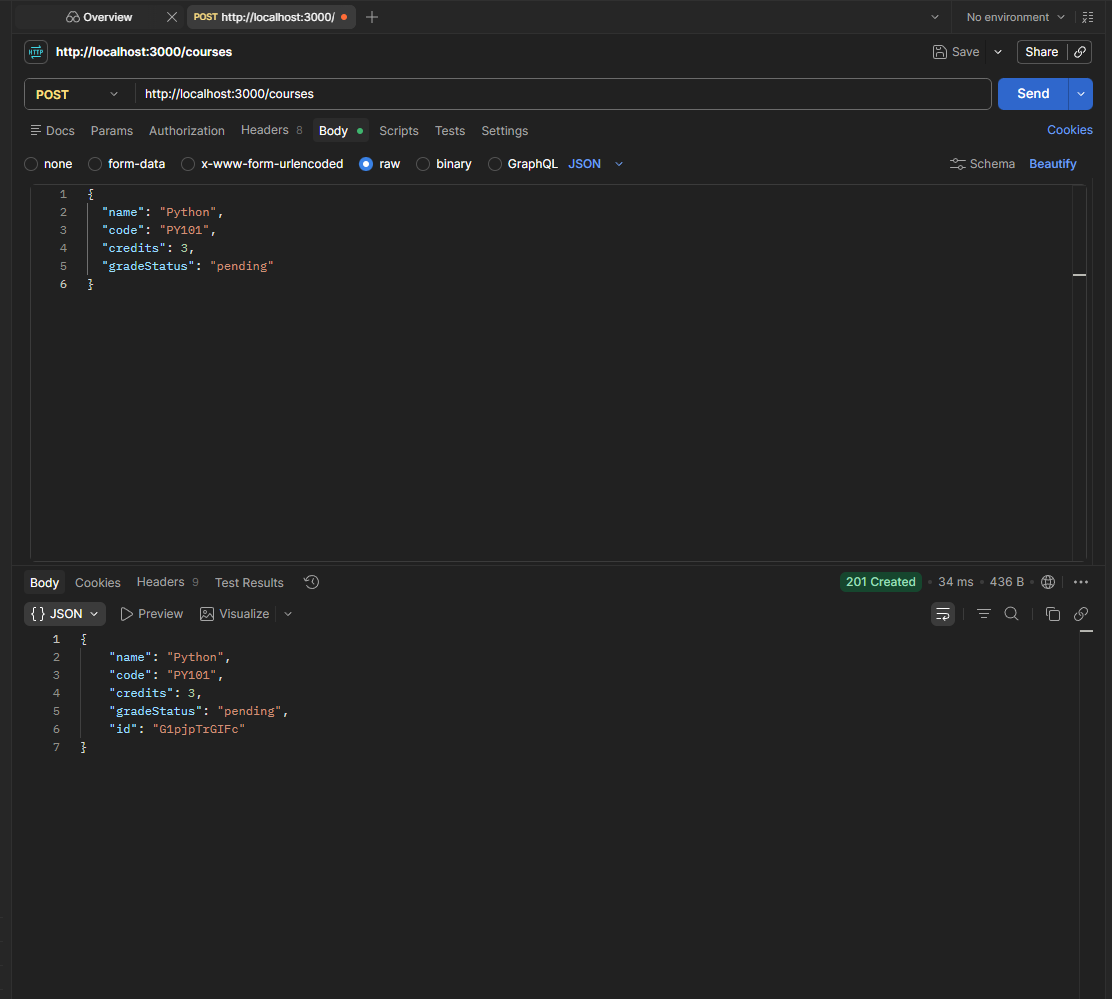 Overview
POST http://localhost:3000/
No environment
HTTP http://localhost:3000/courses
Save
Share
POST http://localhost:3000/courses
Send
Docs Params Authorization Headers 8 Body Scripts Tests Settings Cookies
none form-data x-www-form-urlencoded raw binary GraphQL JSON Schema Beautify
1 {
2 "name": "Python",
3 "code": "PY101",
4 "credits": 3,
5 "gradeStatus": "pending"
6 }
Body Cookies Headers 9 Test Results 201 Created • 34 ms • 436 B
{} JSON Preview Visualize
1 {
2 "name": "Python",
3 "code": "PY101",
4 "credits": 3,
5 "gradeStatus": "pending",
6 "id": "G1pjpTrGIFc"
7 }